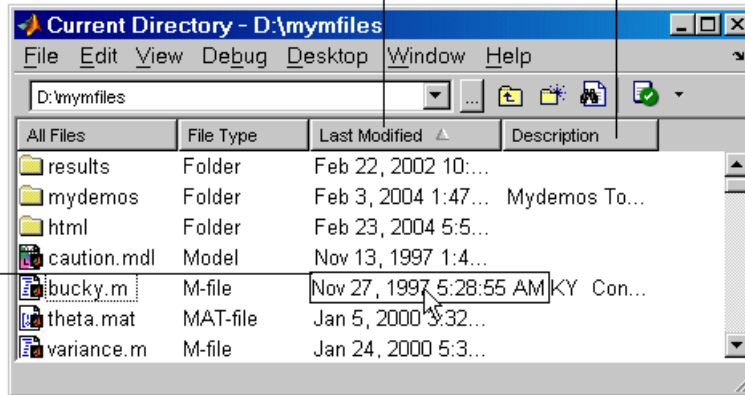 Current Directory - D:\mymfiles
File Edit View Debug Desktop Window Help
D:\mymfiles ...
All Files File Type Last Modified Description
results Folder Feb 22, 2002 10:...
mydemos Folder Feb 3, 2004 1:47... Mydemos To...
html Folder Feb 23, 2004 5:5...
caution.mdl Model Nov 13, 1997 1:4...
bucky.m M-file Nov 27, 1997 5:28:55 AM KY Con...
theta.mat MAT-file Jan 5, 2000 3:32...
variance.m M-file Jan 24, 2000 5:3...